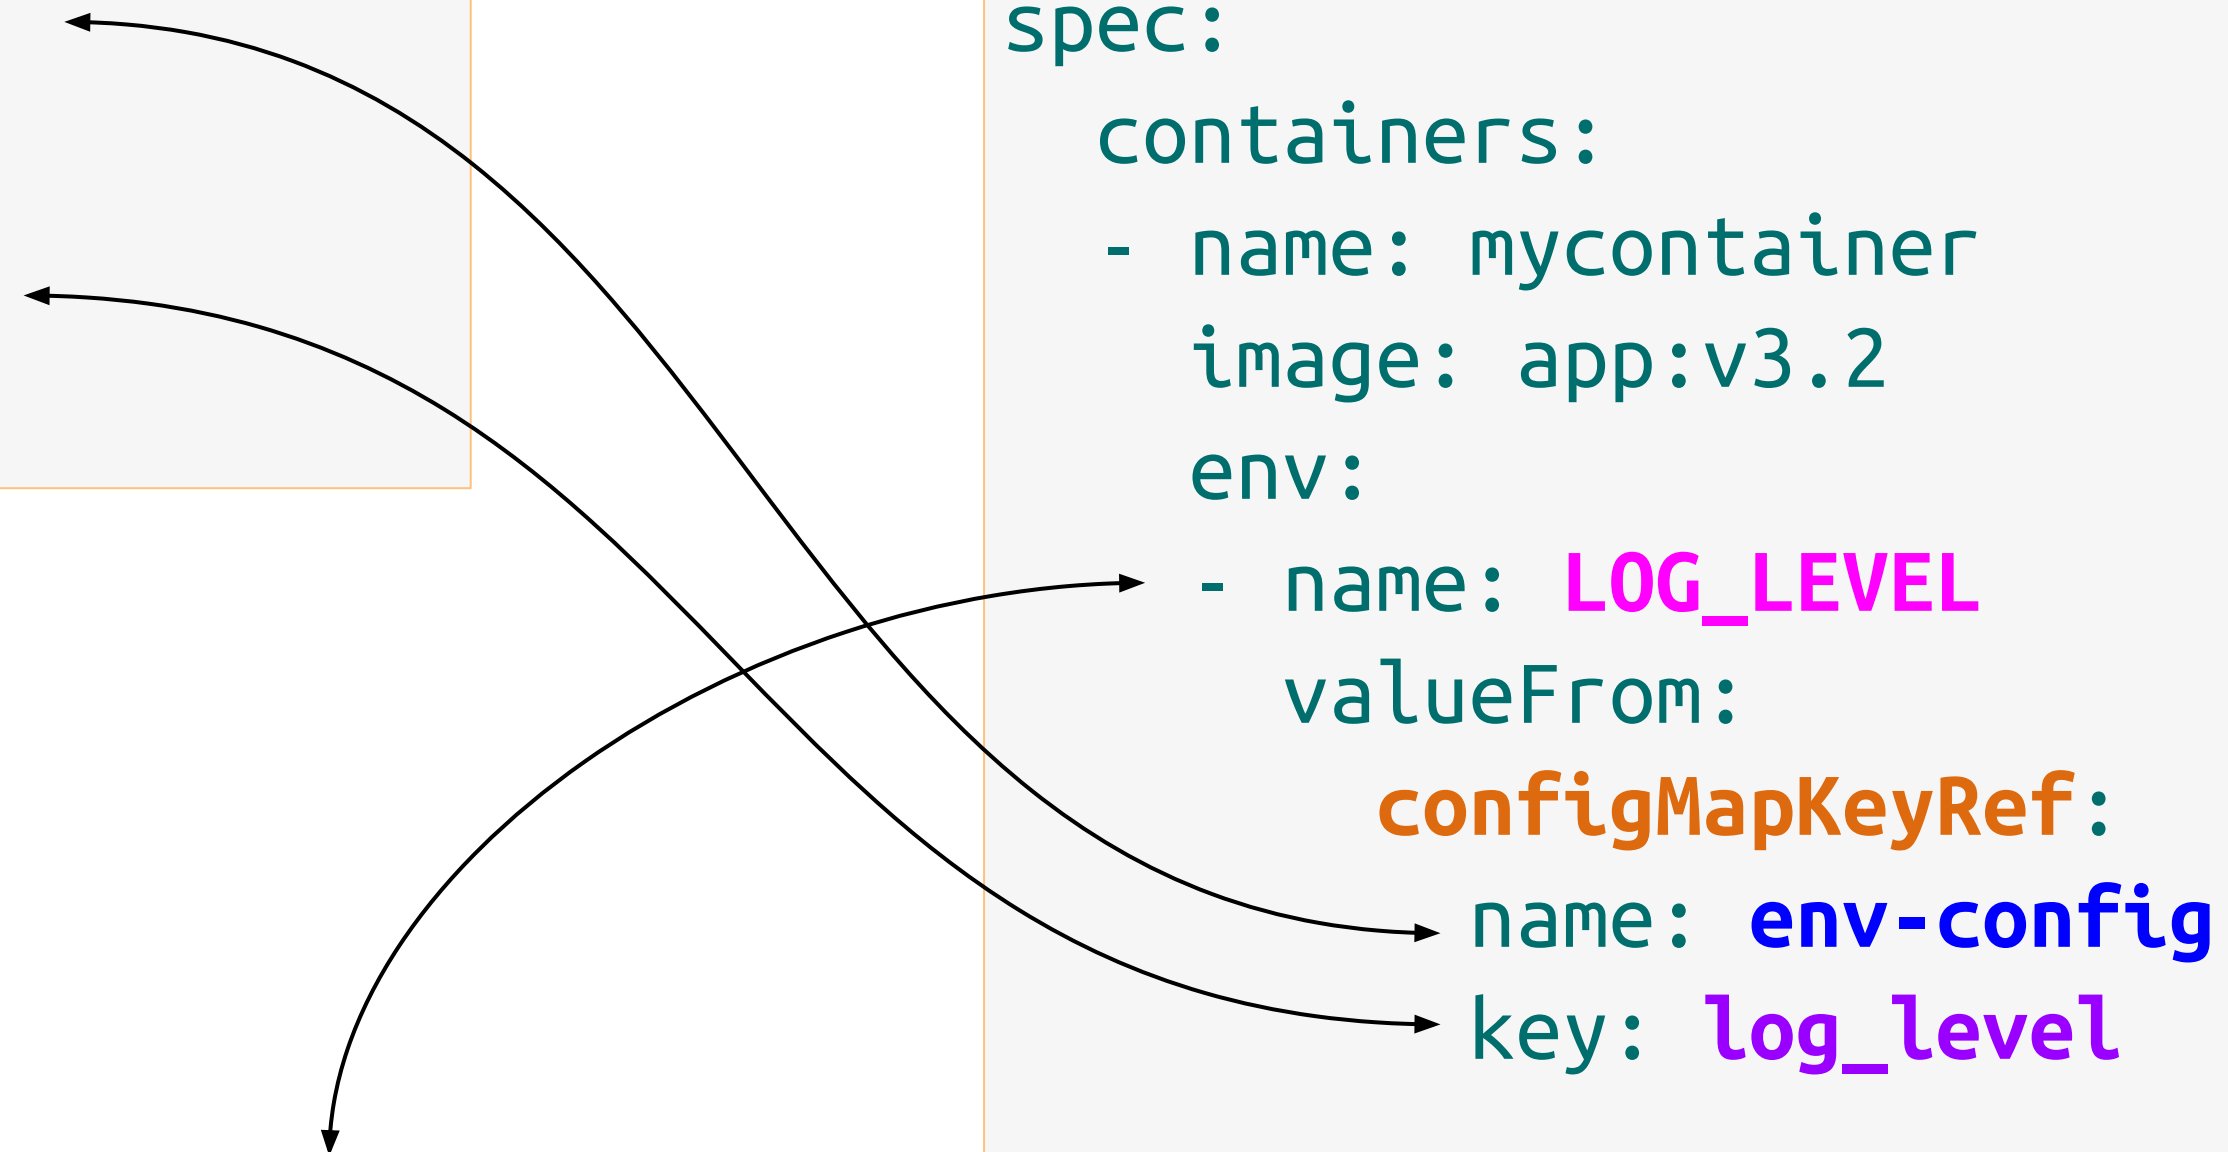 spec:
containers:
- name: mycontainer
image: app:v3.2
env:
- name: LOG_LEVEL
valueFrom:
configMapKeyRef:
name: env-config
key: log_level